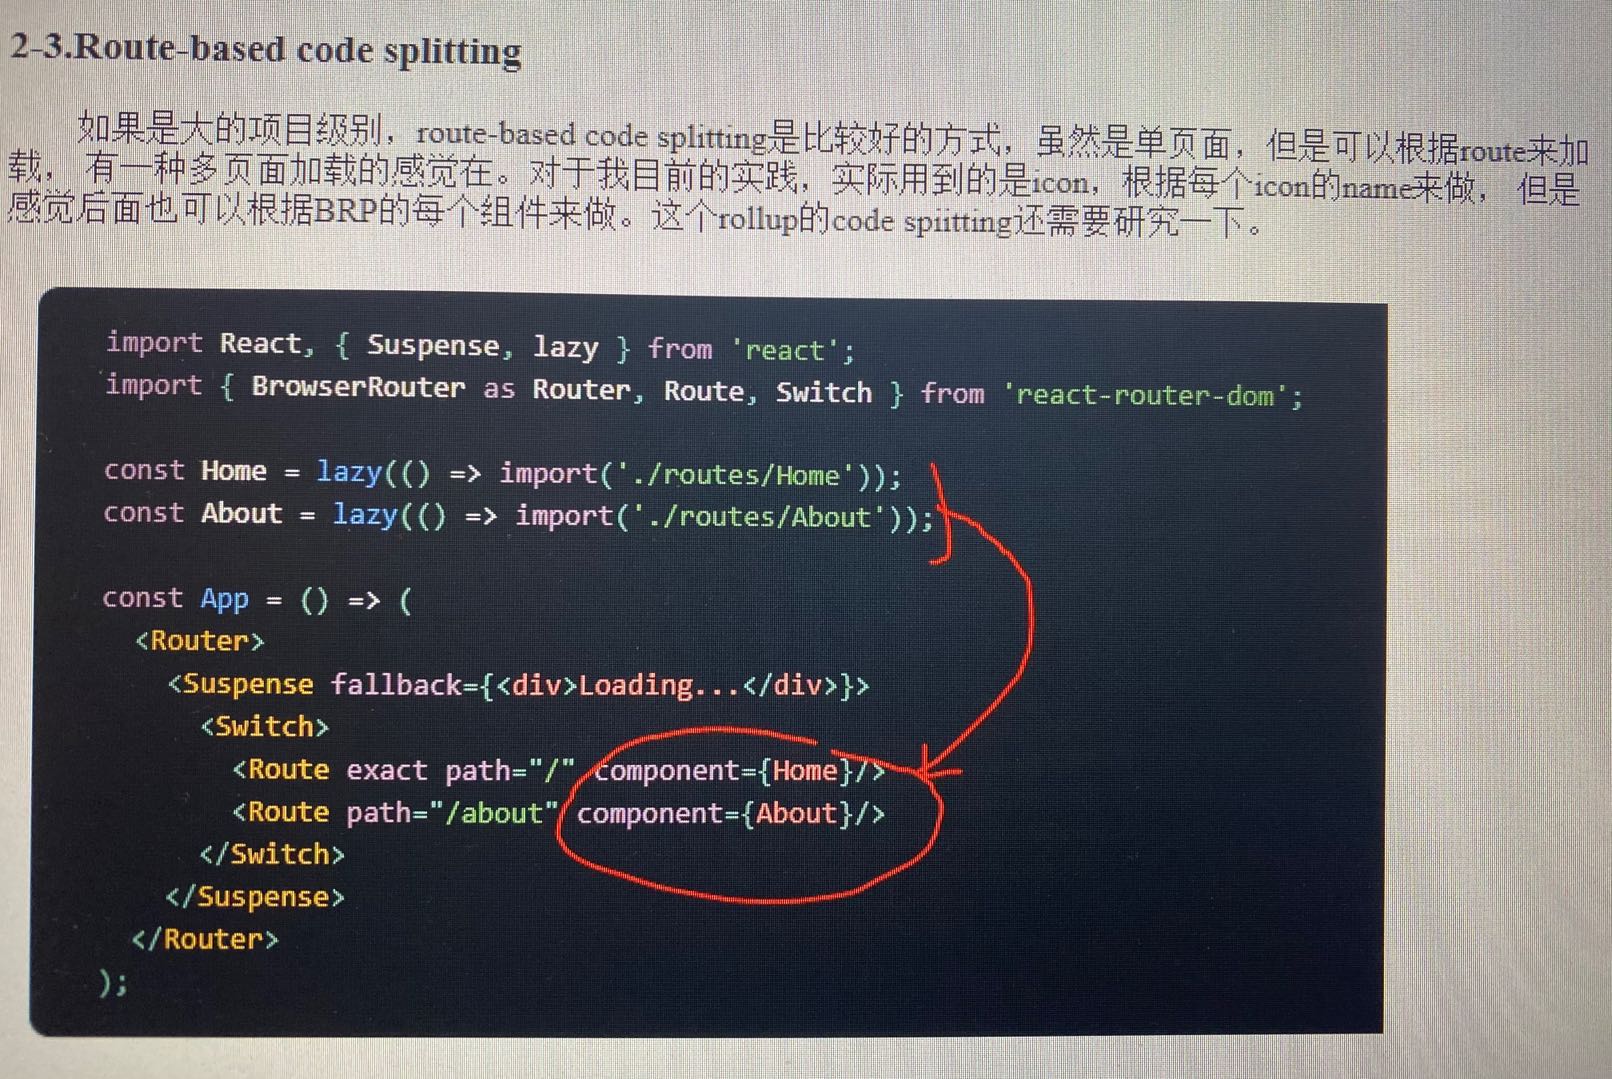 2-3.Route-based code splitting
如果是大的项目级别，route-based code splitting是比较好的方式，虽然是单页面，但是可以根据route来加
载， 有一种多页面加载的感觉在。对于我目前的实践，实际用到的是icon，根据每个icon的name来做， 但是
感觉后面也可以根据BRP的每个组件来做。这个rollup的code spiitting还需要研究一下。
import React, { Suspense, lazy } from 'react';
import { BrowserRouter as Router, Route, Switch } from 'react-router-dom';
const Home = lazy(() => import('./routes/Home'));
const About = lazy(() => import('./routes/About'));
const App = () => (
<Router>
<Suspense fallback={<div>Loading...</div>}>
<Switch>
<Route exact path="/" component={Home}/>
<Route path="/about" component={About}/>
</Switch>
</Suspense>
</Router>
);